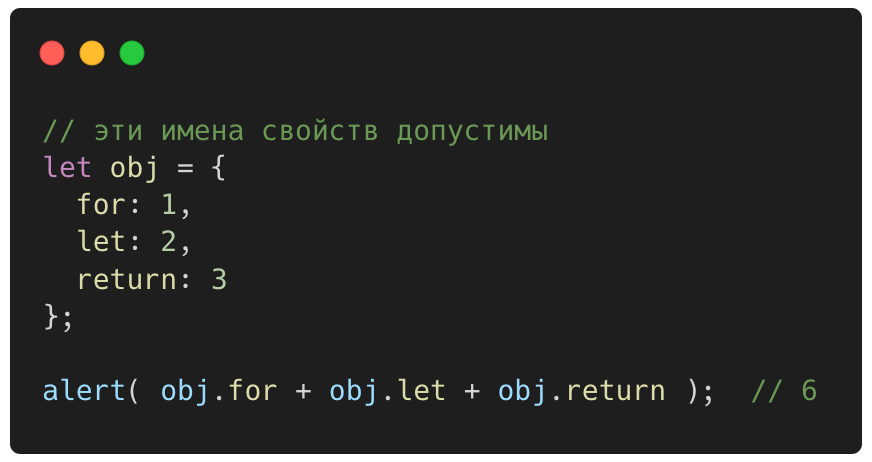 // эти имена свойств допустимы
let obj = {
  for: 1,
  let: 2,
  return: 3
};

alert( obj.for + obj.let + obj.return );  // 6